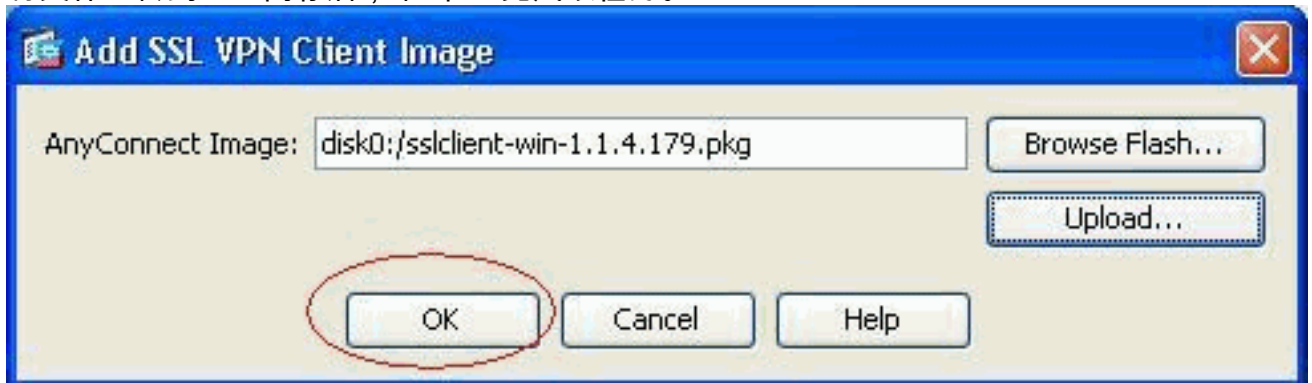 Add SSL VPN Client Image
AnyConnect Image: disk0:/sslclient-win-1.1.4.179.pkg Browse Flash...
Upload...
OK Cancel Help